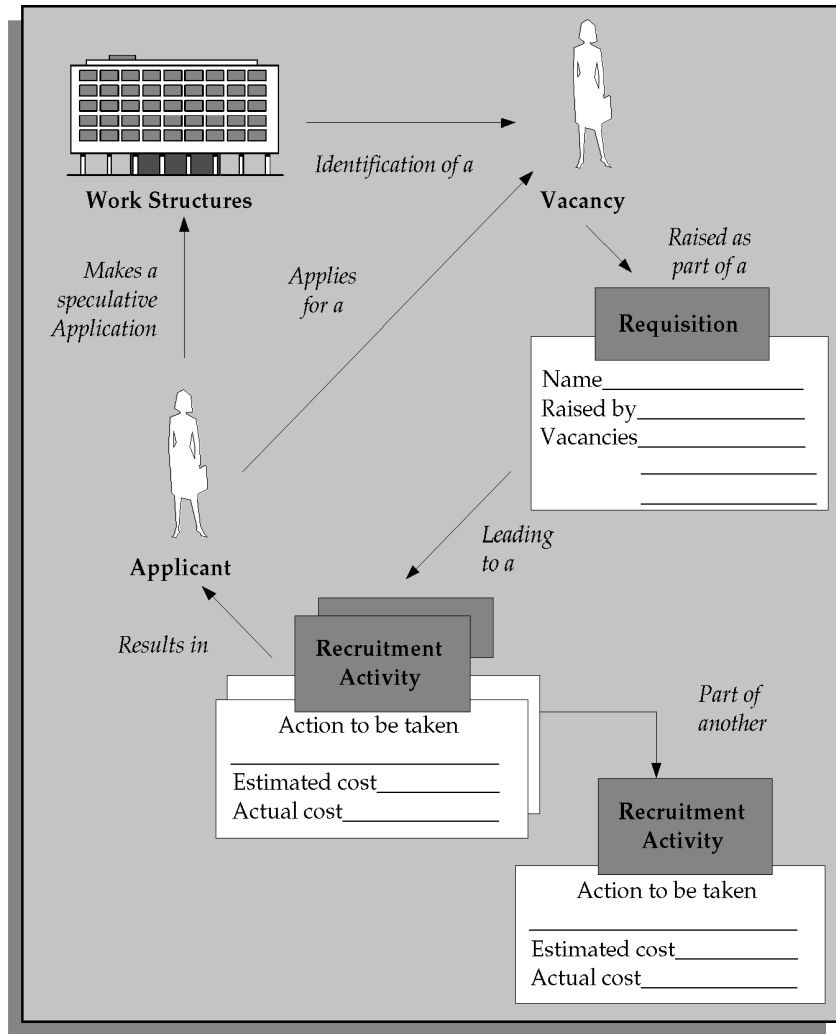 Identification of a
Work Structures
Vacancy
Makes a
speculative
Application
Applies
for a
Raised as
part of a
Requisition
Name
Raised by
Vacancies
Leading
to a
Applicant
Results in
Recruitment
Activity
Action to be taken
Estimated cost
Actual cost
Part of
another
Recruitment
Activity
Action to be taken
Estimated cost
Actual cost